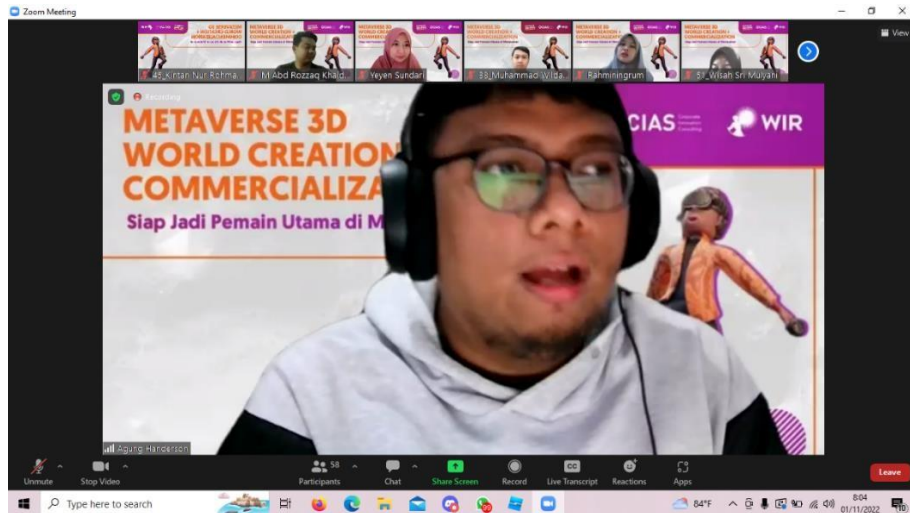 Zoom Meeting
View
45_Kintan Nur Rohma...
M Abd Rozzaq Khalid...
Yeyen Sundari
33_Muhammad Wilda...
Rahminingrum
51_Wisah Sri Mulyani
Recording
METAVERSE 3D
WORLD CREATION
COMMERCIALIZA
Siap Jadi Pemain Utama di M
CIAS
WIR
Agung Handerson
Unmute
Stop Video
58
Participants
Chat
Share Screen
Record
CC
Live Transcript
Reactions
Apps
Leave
Type here to search
84°F
8:04
01/11/2022